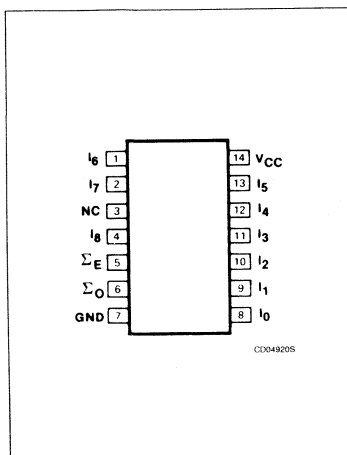 I6 1 14 VCC
I7 2 13 I5
NC 3 12 I4
I8 4 11 I3
ΣE 5 10 I2
ΣO 6 9 I1
GND 7 8 I0
CD04920S